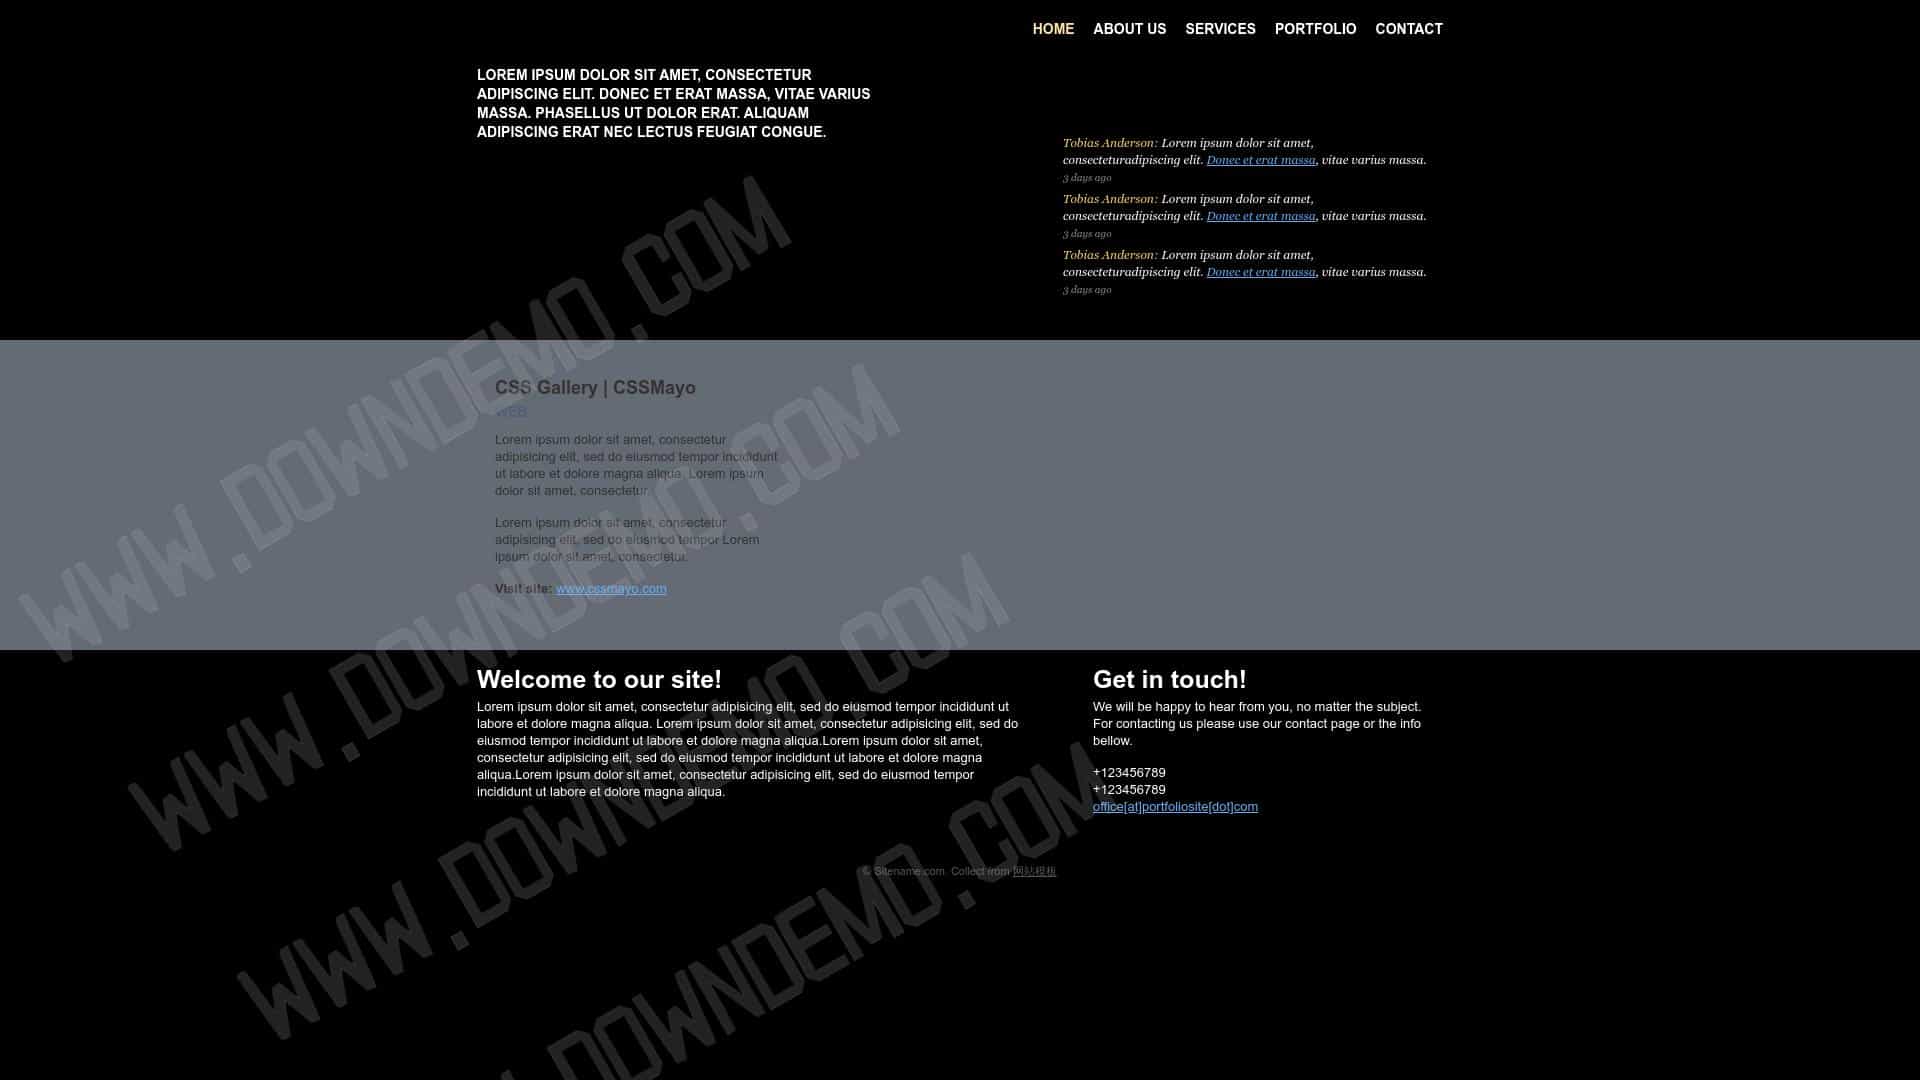 HOME ABOUT US SERVICES PORTFOLIO CONTACT
LOREM IPSUM DOLOR SIT AMET, CONSECTETUR
ADIPISCING ELIT. DONEC ET ERAT MASSA, VITAE VARIUS
MASSA. PHASELLUS UT DOLOR ERAT. ALIQUAM
ADIPISCING ERAT NEC LECTUS FEUGIAT CONGUE.
Tobias Anderson: Lorem ipsum dolor sit amet,
consecteturadipiscing elit. Donec et erat massa, vitae varius massa.
3 days ago
Tobias Anderson: Lorem ipsum dolor sit amet,
consecteturadipiscing elit. Donec et erat massa, vitae varius massa.
3 days ago
Tobias Anderson: Lorem ipsum dolor sit amet,
consecteturadipiscing elit. Donec et erat massa, vitae varius massa.
3 days ago
CSS Gallery | CSSMayo
WEB
Lorem ipsum dolor sit amet, consectetur
adipisicing elit, sed do eiusmod tempor incididunt
ut labore et dolore magna aliqua. Lorem ipsum
dolor sit amet, consectetur.
Lorem ipsum dolor sit amet, consectetur
adipisicing elit, sed do eiusmod tempor Lorem
ipsum dolor sit amet, consectetur.
Visit site: www.cssmayo.com
Welcome to our site!
Lorem ipsum dolor sit amet, consectetur adipisicing elit, sed do eiusmod tempor incididunt ut
labore et dolore magna aliqua. Lorem ipsum dolor sit amet, consectetur adipisicing elit, sed do
eiusmod tempor incididunt ut labore et dolore magna aliqua.Lorem ipsum dolor sit amet,
consectetur adipisicing elit, sed do eiusmod tempor incididunt ut labore et dolore magna
aliqua.Lorem ipsum dolor sit amet, consectetur adipisicing elit, sed do eiusmod tempor
incididunt ut labore et dolore magna aliqua.
Get in touch!
We will be happy to hear from you, no matter the subject.
For contacting us please use our contact page or the info
bellow.
+123456789
+123456789
office[at]portfoliosite[dot]com
© Sitename.com. Collect from 网站模板
WWW.DOWNDEMO.COM
WWW.DOWNDEMO.COM
WWW.DOWNDEMO.COM
.DOWNDEMO.COM